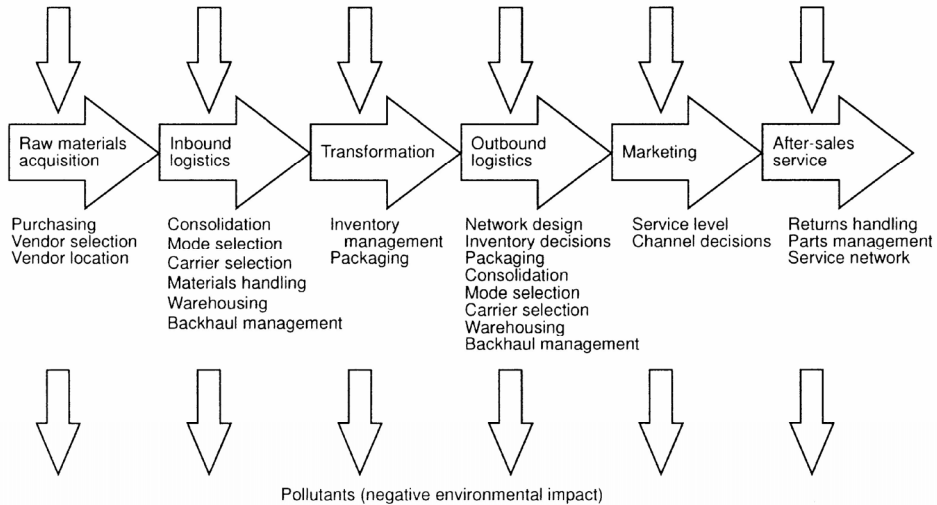 Raw materials
acquisition
Inbound
logistics
Transformation
Outbound
logistics
Marketing
After-sales
service
Purchasing
Vendor selection
Vendor location
Consolidation
Mode selection
Carrier selection
Materials handling
Warehousing
Backhaul management
Inventory
management
Packaging
Network design
Inventory decisions
Packaging
Consolidation
Mode selection
Carrier selection
Warehousing
Backhaul management
Service level
Channel decisions
Returns handling
Parts management
Service network
Pollutants (negative environmental impact)